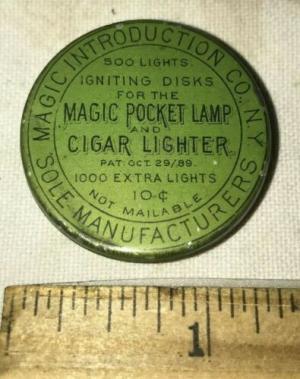 MAGIC INTRODUCTION CO., N.Y.
500 LIGHTS.
IGNITING DISKS
FOR THE
MAGIC POCKET LAMP
AND
CIGAR LIGHTER
PAT. OCT. 29/89.
1000 EXTRA LIGHTS
10¢
NOT MAILABLE
SOLE MANUFACTURERS
1